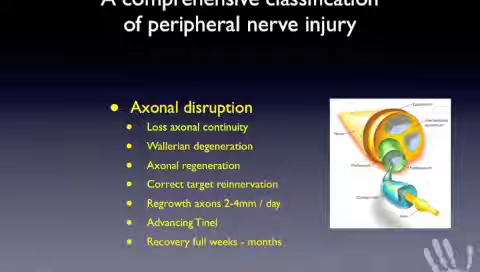 A comprehensive classification
of peripheral nerve injury
Axonal disruption
Loss axonal continuity
Wallerian degeneration
Axonal regeneration
Correct target reinnervation
Regrowth axons 2-4mm / day
Advancing Tinel
Recovery full weeks - months